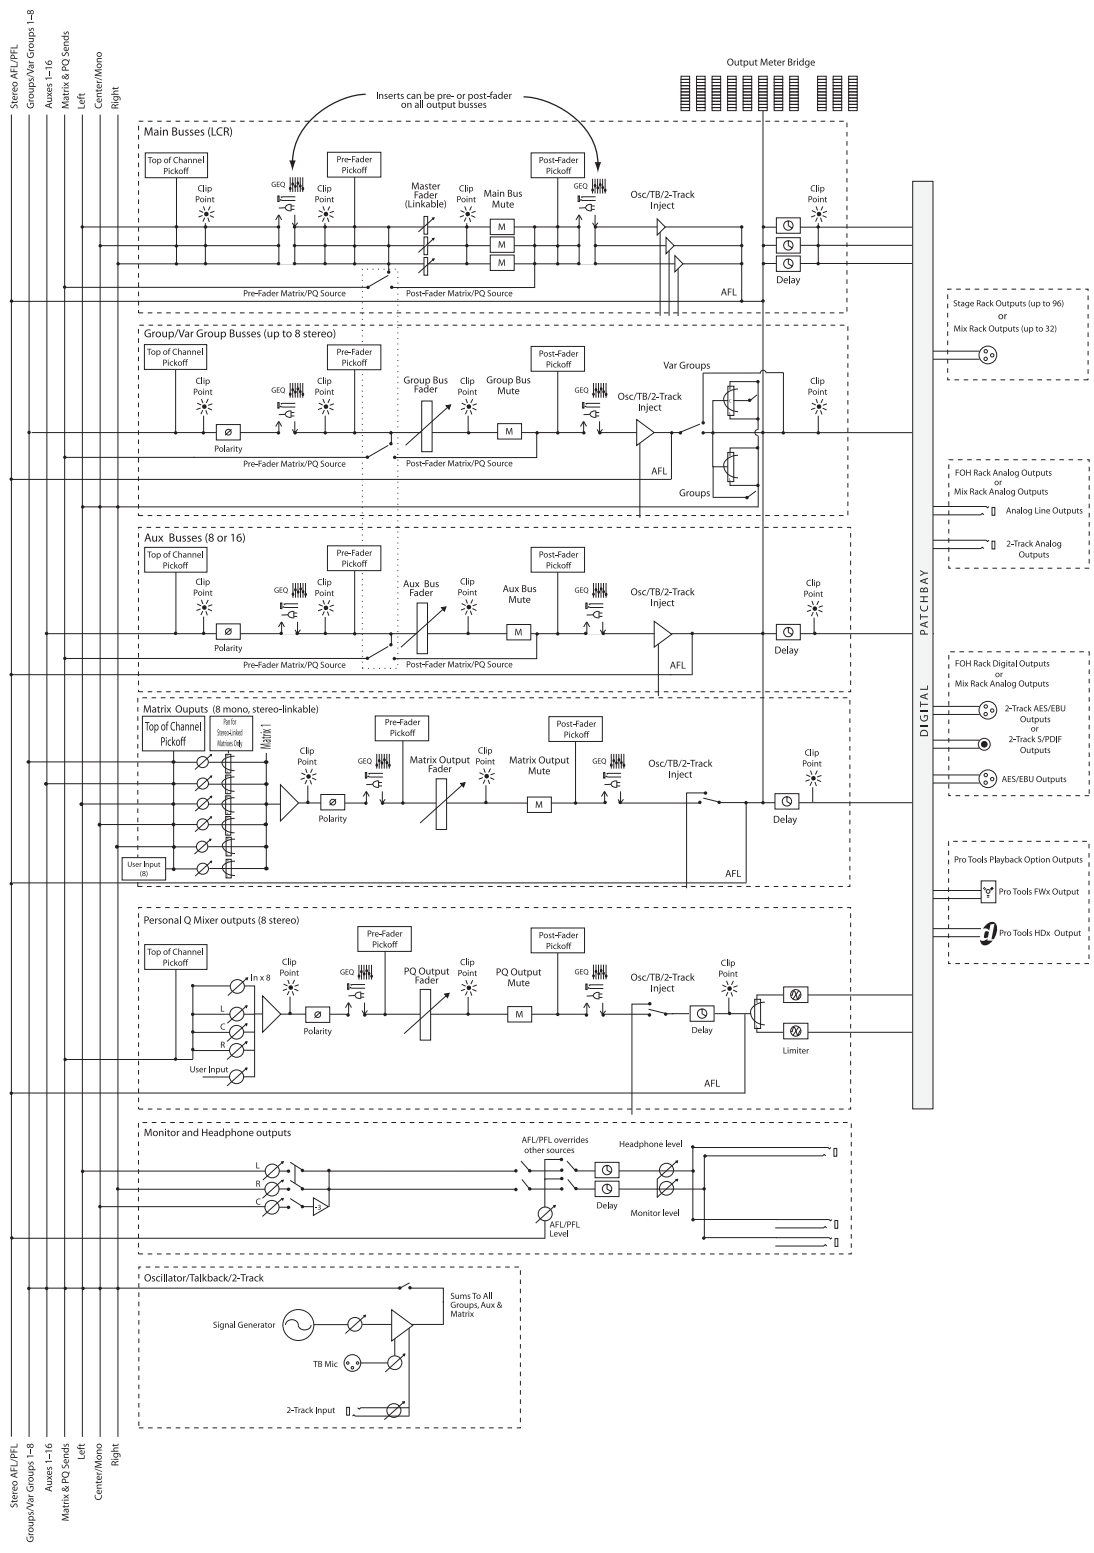 Stereo AFL/PFL
Groups/Var Groups 1–8
Auxes 1–16
Matrix & PQ Sends
Left
Center/Mono
Right
Output Meter Bridge
Inserts can be pre- or post-fader
on all output busses
Main Busses (LCR)
Top of Channel
Pickoff
Clip
Point
GEQ
Clip
Point
Pre-Fader
Pickoff
Master
Fader
(Linkable)
Clip
Point
Main Bus
Mute
M
M
M
Post-Fader
Pickoff
GEQ
Osc/TB/2-Track
Inject
Clip
Point
Delay
Pre-Fader Matrix/PQ Source
Post-Fader Matrix/PQ Source
AFL
Group/Var Group Busses (up to 8 stereo)
Top of Channel
Pickoff
Clip
Point
Ø
Polarity
GEQ
Clip
Point
Pre-Fader
Pickoff
Group Bus
Fader
Clip
Point
Group Bus
Mute
M
Post-Fader
Pickoff
GEQ
Osc/TB/2-Track
Inject
Var Groups
Clip
Point
Pre-Fader Matrix/PQ Source
Post-Fader Matrix/PQ Source
AFL
Groups
Aux Busses (8 or 16)
Top of Channel
Pickoff
Clip
Point
Ø
Polarity
GEQ
Clip
Point
Pre-Fader
Pickoff
Aux Bus
Fader
Clip
Point
Aux Bus
Mute
M
Post-Fader
Pickoff
GEQ
Osc/TB/2-Track
Inject
Clip
Point
Delay
Pre-Fader Matrix/PQ Source
Post-Fader Matrix/PQ Source
AFL
Matrix Ouputs (8 mono, stereo-linkable)
Top of Channel
Pickoff
Pan for
Stereo-Linked
Matrixes Only
Matrix 1
User Input
(8)
Clip
Point
Ø
Polarity
GEQ
Pre-Fader
Pickoff
Matrix Output
Fader
Clip
Point
Matrix Output
Mute
M
Post-Fader
Pickoff
GEQ
Osc/TB/2-Track
Inject
Clip
Point
Delay
AFL
Personal Q Mixer outputs (8 stereo)
Top of Channel
Pickoff
In x 8
L
C
R
User Input
Clip
Point
Ø
Polarity
GEQ
Pre-Fader
Pickoff
PQ Output
Fader
Clip
Point
PQ Output
Mute
M
Post-Fader
Pickoff
GEQ
Osc/TB/2-Track
Inject
Delay
Clip
Point
Limiter
AFL
Monitor and Headphone outputs
L
R
C
-3
AFL/PFL overrides
other sources
AFL/PFL
Level
Delay
Headphone level
Monitor level
Oscillator/Talkback/2-Track
Signal Generator
TB Mic
2-Track Input
Sums To All
Groups, Aux &
Matrix
DIGITAL PATCHBAY
Stage Rack Outputs (up to 96)
or
Mix Rack Outputs (up to 32)
FOH Rack Analog Outputs
or
Mix Rack Analog Outputs
Analog Line Outputs
2-Track Analog
Outputs
FOH Rack Digital Outputs
or
Mix Rack Analog Outputs
2-Track AES/EBU
Outputs
or
2-Track S/PDIF
Outputs
AES/EBU Outputs
Pro Tools Playback Option Outputs
Pro Tools FWx Output
Pro Tools HDx Output
Stereo AFL/PFL
Groups/Var Groups 1–8
Auxes 1–16
Matrix & PQ Sends
Left
Center/Mono
Right